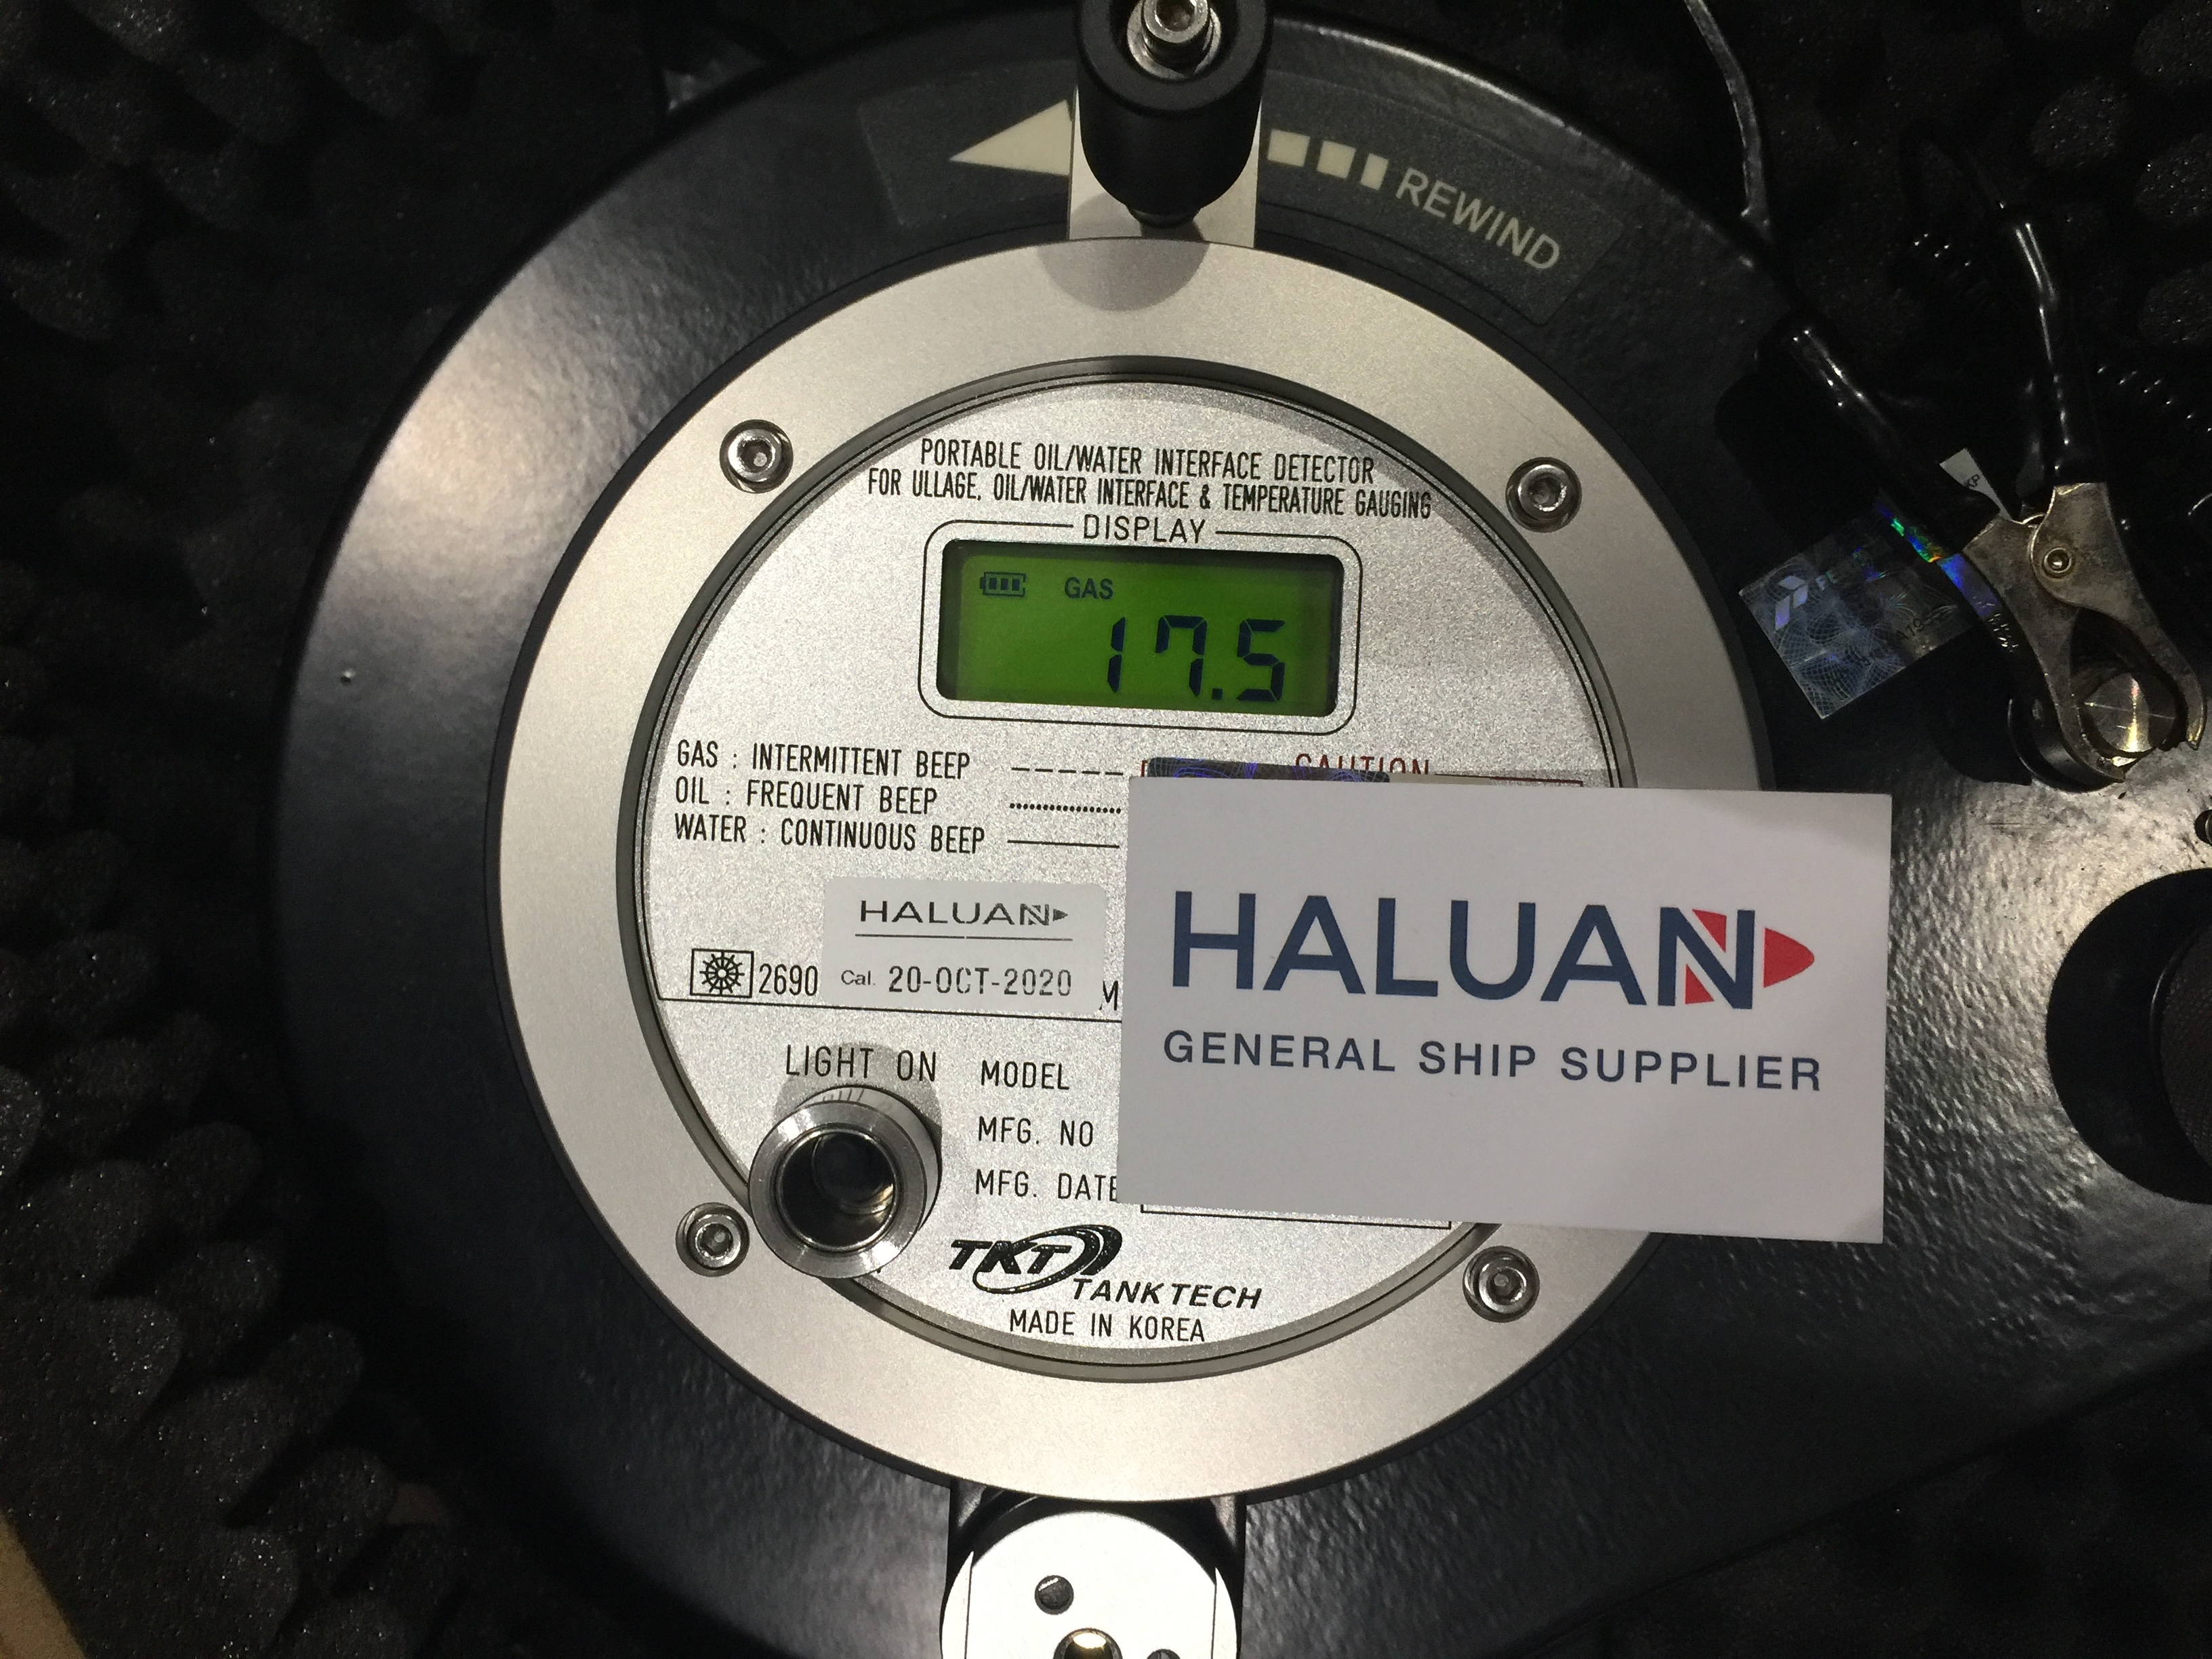 REWIND
PORTABLE OIL/WATER INTERFACE DETECTOR
FOR ULLAGE, OIL/WATER INTERFACE & TEMPERATURE GAUGING
DISPLAY
GAS
17.5
GAS : INTERMITTENT BEEP
OIL : FREQUENT BEEP
WATER : CONTINUOUS BEEP
CAUTION
HALUAN
Cal. 20-OCT-2020
2690
M
HALUAN
GENERAL SHIP SUPPLIER
LIGHT ON
MODEL
MFG. NO
MFG. DATE
TKT
TANKTECH
MADE IN KOREA